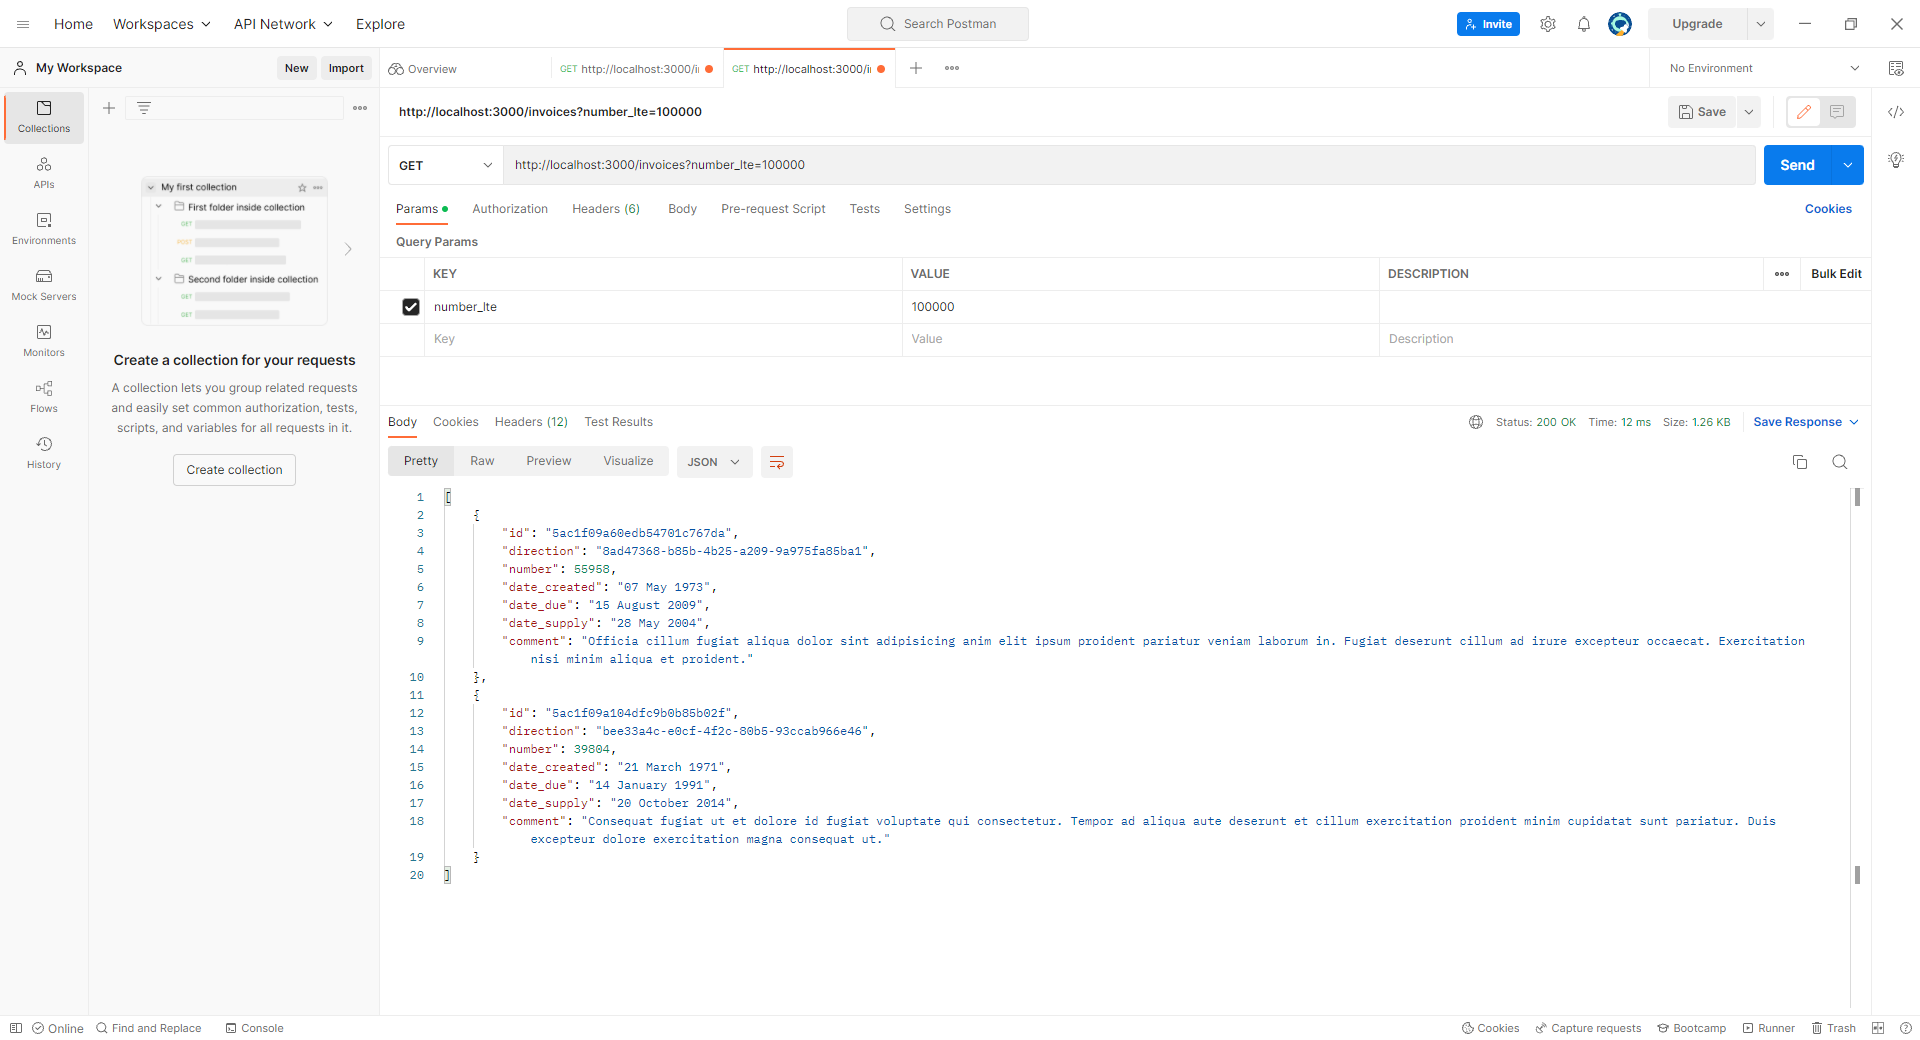 Home
Workspaces
API Network
Explore
Search Postman
Invite
Upgrade
My Workspace
New
Import
Overview
GET http://localhost:3000/i
GET http://localhost:3000/i
No Environment
Collections
APIs
Environments
Mock Servers
Monitors
Flows
History
My first collection
First folder inside collection
GET
POST
GET
Second folder inside collection
GET
GET
Create a collection for your requests
A collection lets you group related requests
and easily set common authorization, tests,
scripts, and variables for all requests in it.
Create collection
http://localhost:3000/invoices?number_lte=100000
Save
GET
http://localhost:3000/invoices?number_lte=100000
Send
Params
Authorization
Headers (6)
Body
Pre-request Script
Tests
Settings
Cookies
Query Params
KEY VALUE DESCRIPTION Bulk Edit
number_lte 100000
Key Value Description
Body
Cookies
Headers (12)
Test Results
Status: 200 OK
Time: 12 ms
Size: 1.26 KB
Save Response
Pretty
Raw
Preview
Visualize
JSON
1 [
2 {
3 "id": "5ac1f09a60edb54701c767da",
4 "direction": "8ad47368-b85b-4b25-a209-9a975fa85ba1",
5 "number": 55958,
6 "date_created": "07 May 1973",
7 "date_due": "15 August 2009",
8 "date_supply": "28 May 2004",
9 "comment": "Officia cillum fugiat aliqua dolor sint adipisicing anim elit ipsum proident pariatur veniam laborum in. Fugiat deserunt cillum ad irure excepteur occaecat. Exercitation
nisi minim aliqua et proident."
10 },
11 {
12 "id": "5ac1f09a104dfc9b0b85b02f",
13 "direction": "bee33a4c-e0cf-4f2c-80b5-93ccab966e46",
14 "number": 39804,
15 "date_created": "21 March 1971",
16 "date_due": "14 January 1991",
17 "date_supply": "20 October 2014",
18 "comment": "Consequat fugiat ut et dolore id fugiat voluptate qui consectetur. Tempor ad aliqua aute deserunt et cillum exercitation proident minim cupidatat sunt pariatur. Duis
excepteur dolore exercitation magna consequat ut."
19 }
20 ]
Online
Find and Replace
Console
Cookies
Capture requests
Bootcamp
Runner
Trash